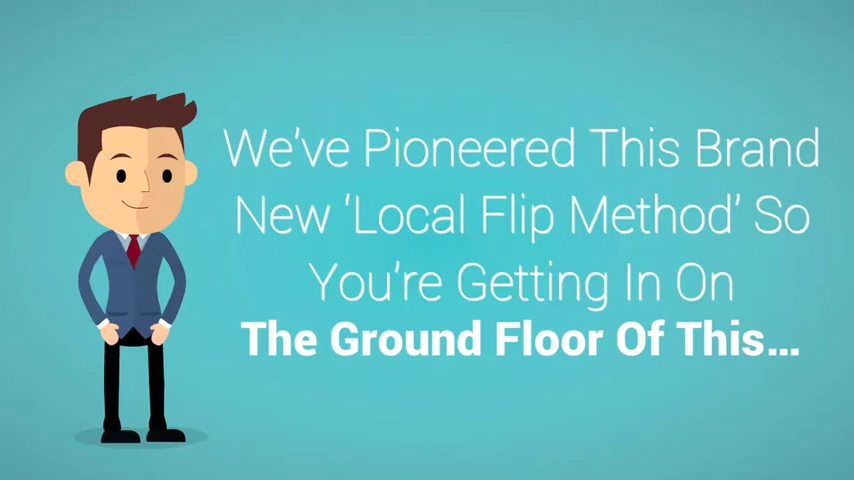 We've Pioneered This Brand
New 'Local Flip Method' So
You're Getting In On
The Ground Floor Of This...